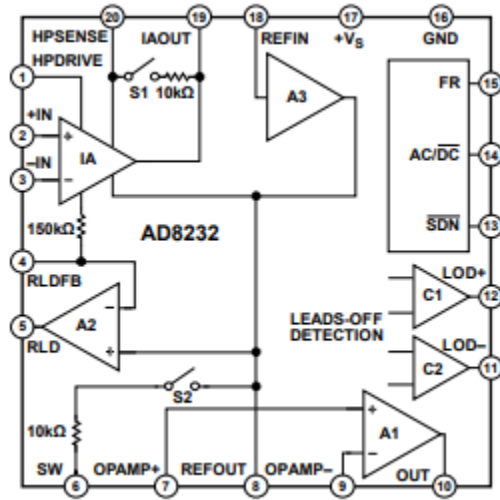 20 19 18 17 16
HPSENSE IAOUT REFIN +VS GND
HPDRIVE
1
S1 10kΩ
A3
FR 15
+IN
2
+ IA
AC/DC 14
–IN
3
–
150kΩ
AD8232
SDN 13
4
RLDFB
LOD+
C1 12
–
5 A2
RLD
+
LEADS-OFF
DETECTION
LOD–
C2 11
S2
10kΩ
+
A1
–
SW OPAMP+ REFOUT OPAMP– OUT
6 7 8 9 10